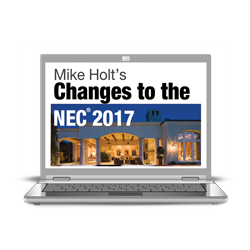 Mike Holt's
Changes to the
NEC® 2017